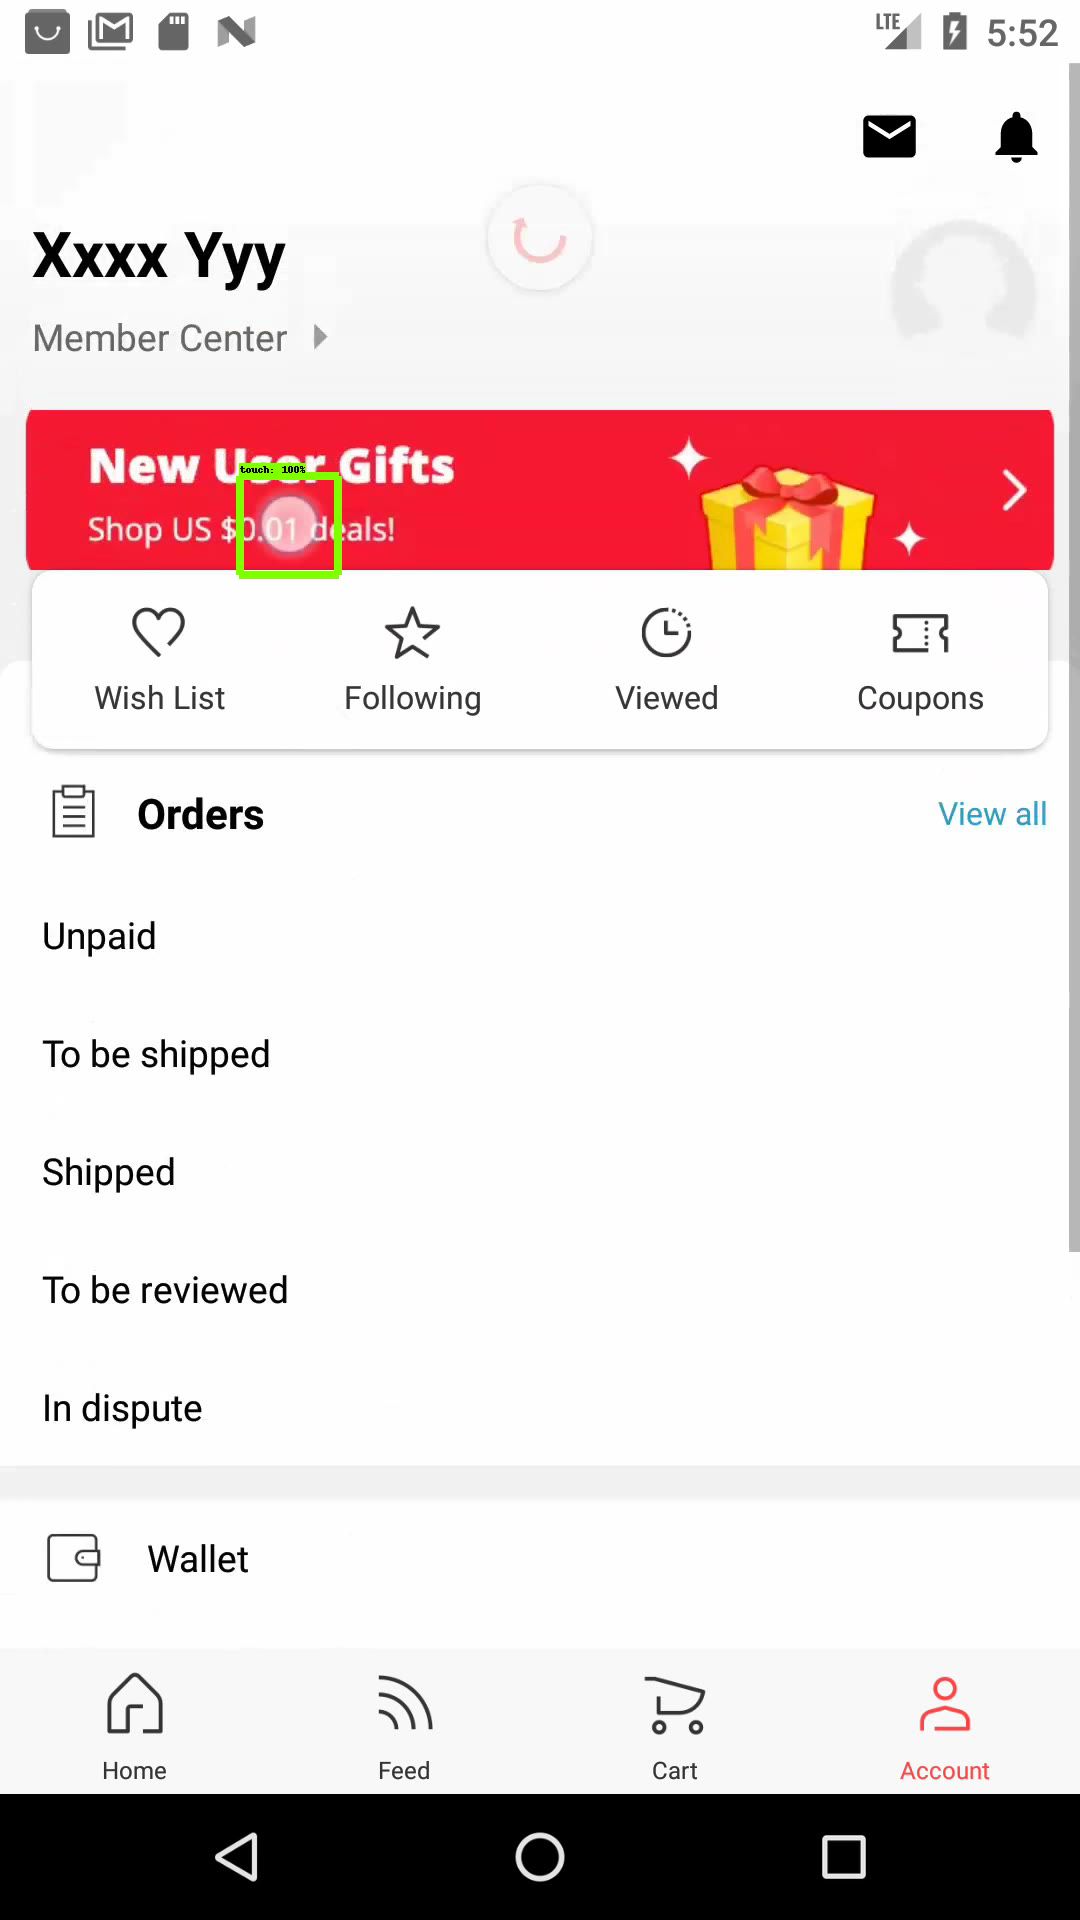 LTE 5:52
Xxxx Yyy
Member Center
New User Gifts
touch: 100%
Shop US $0.01 deals!
Wish List Following Viewed Coupons
Orders View all
Unpaid
To be shipped
Shipped
To be reviewed
In dispute
Wallet
Home Feed Cart Account